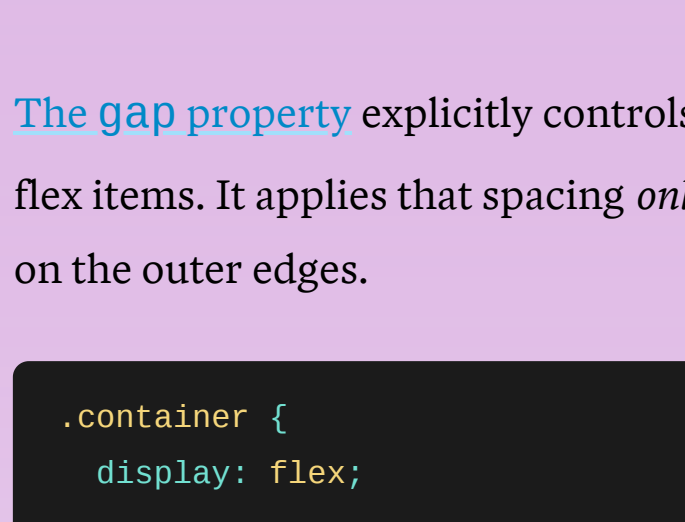 The gap property explicitly controls
flex items. It applies that spacing
on the outer edges.
.container {
display: flex;